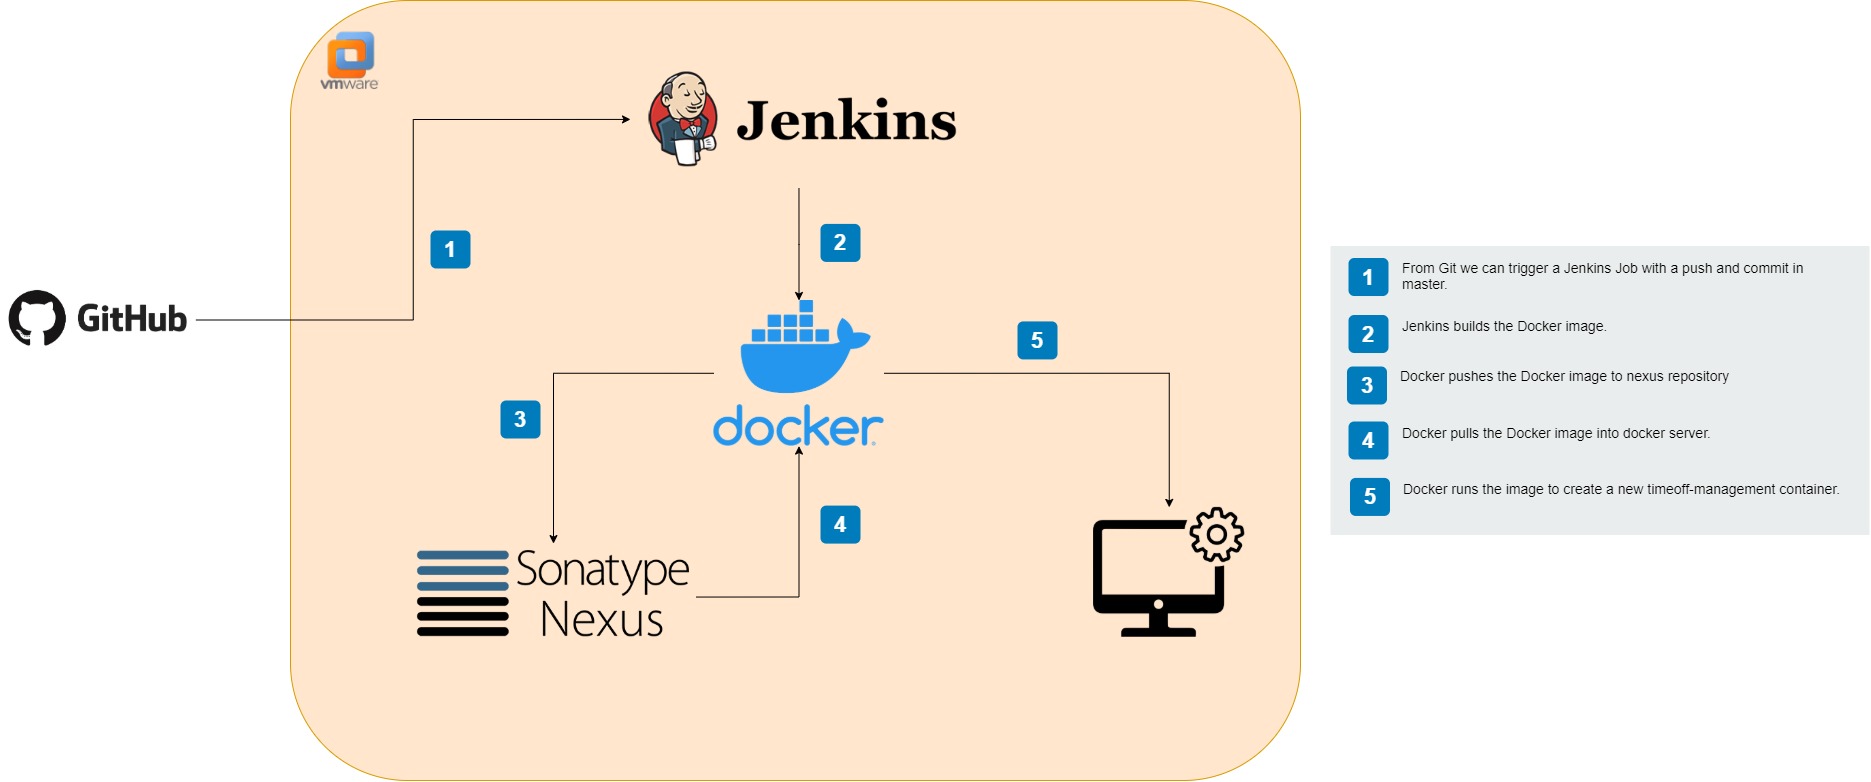 vmware
Jenkins
1
2
GitHub
5
3
docker
4
Sonatype
Nexus
1 From Git we can trigger a Jenkins Job with a push and commit in
master.
2 Jenkins builds the Docker image.
3 Docker pushes the Docker image to nexus repository
4 Docker pulls the Docker image into docker server.
5 Docker runs the image to create a new timeoff-management container.